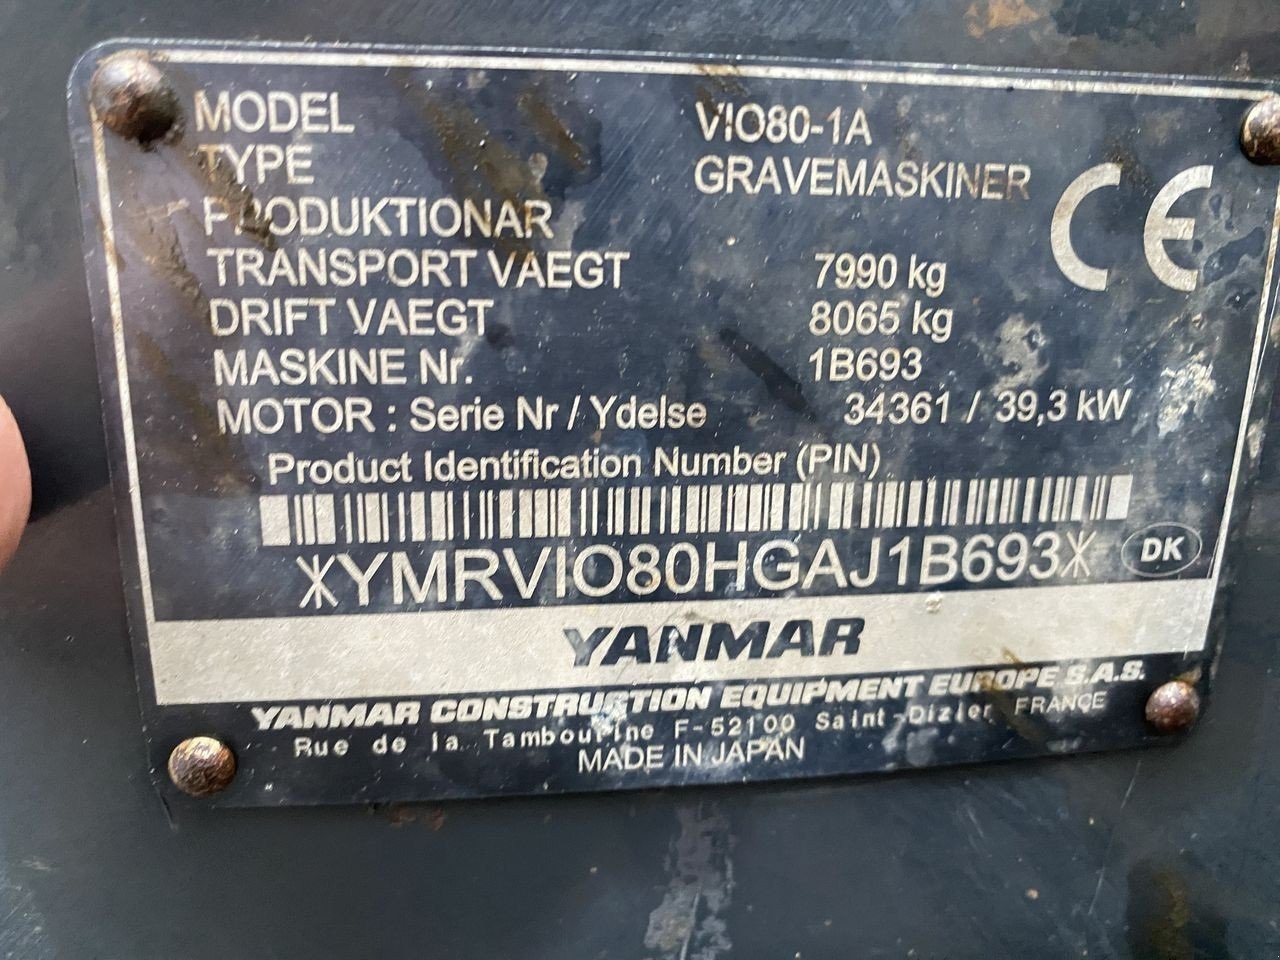 MODEL VIO80-1A
TYPE GRAVEMASKINER
PRODUKTIONAR
TRANSPORT VAEGT 7990 kg
DRIFT VAEGT 8065 kg
MASKINE Nr. 1B693
MOTOR : Serie Nr / Ydelse 34361 / 39,3 kW
CE
Product Identification Number (PIN)
*YMRVIO80HGAJ1B693*
DK
YANMAR
YANMAR CONSTRUCTION EQUIPMENT EUROPE S.A.S.
Rue de la Tambourine F-52100 Saint-Dizier FRANCE
MADE IN JAPAN